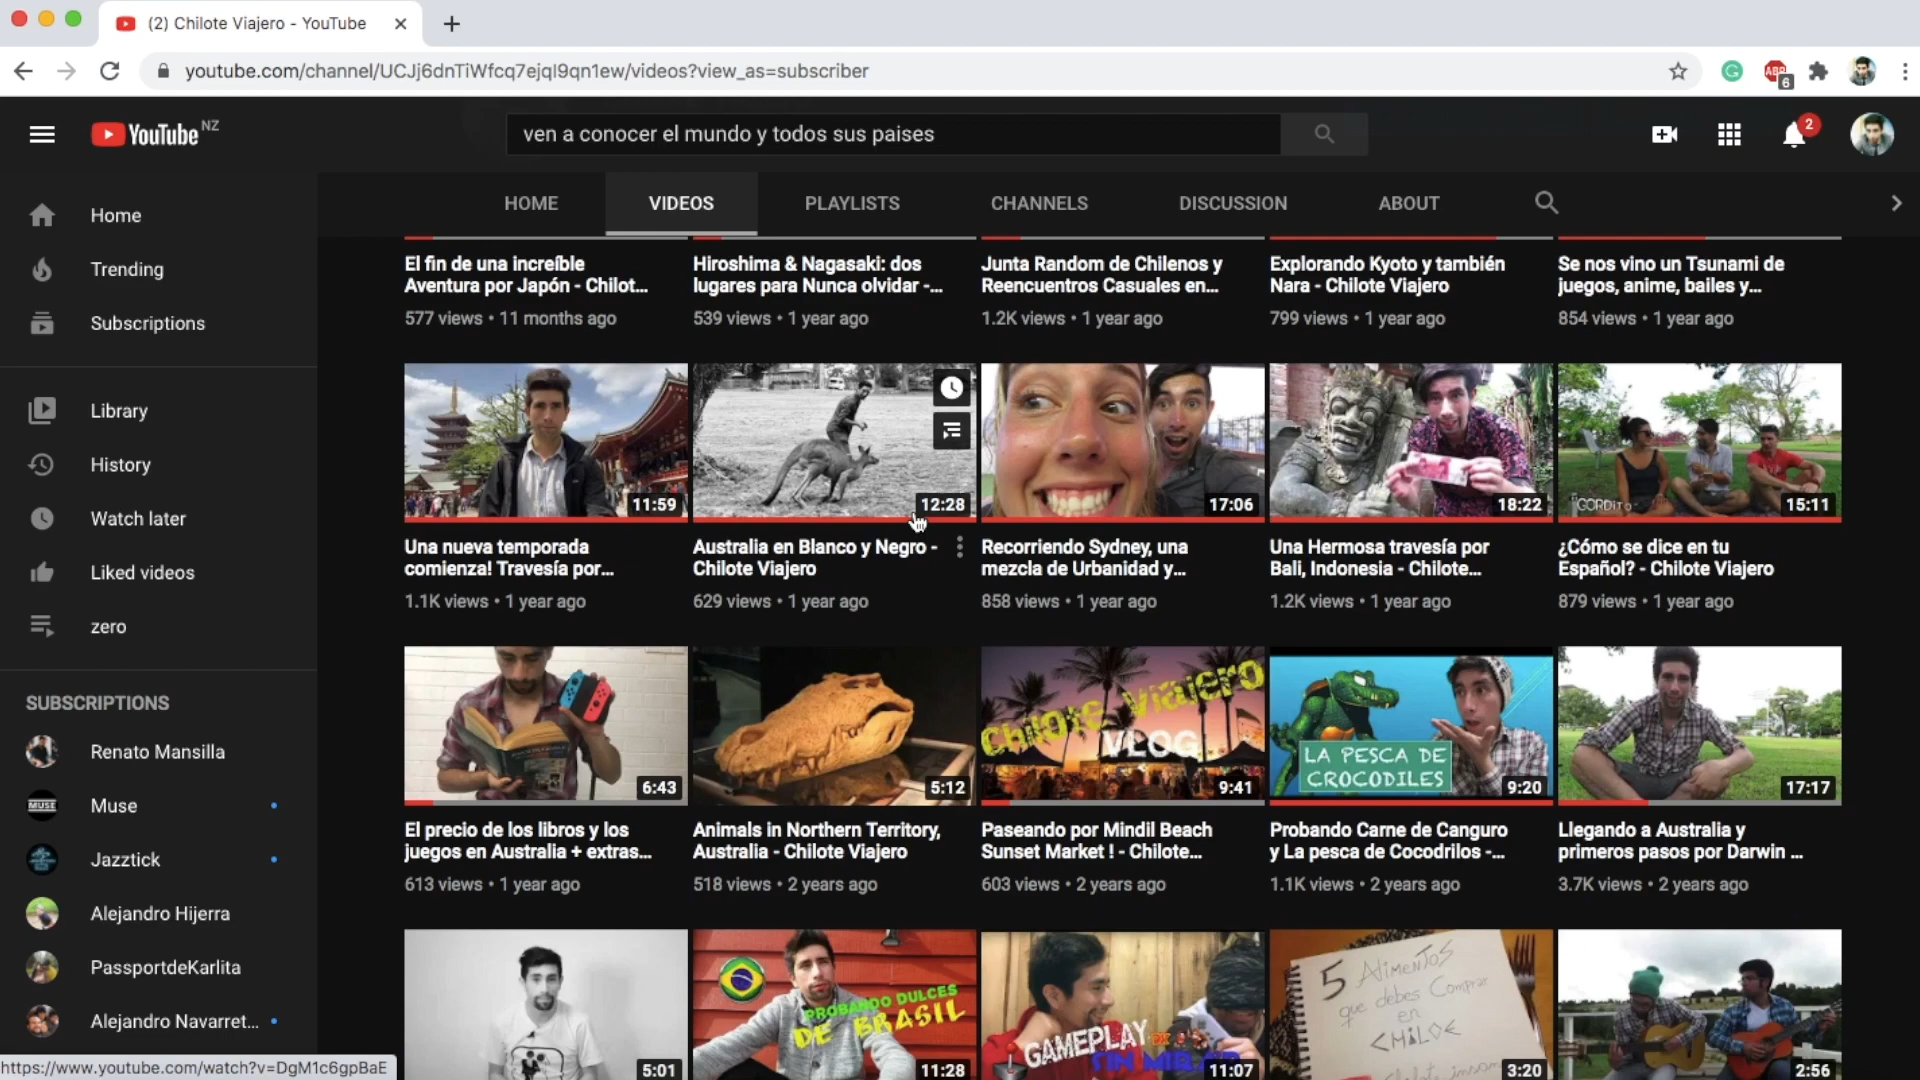 (2) Chilote Viajero - YouTube
youtube.com/channel/UCJj6dnTiWfcq7ejqI9qn1ew/videos?view_as=subscriber
ABP
6
YouTube NZ
ven a conocer el mundo y todos sus paises
2
HOME
VIDEOS
PLAYLISTS
CHANNELS
DISCUSSION
ABOUT
Home
Trending
Subscriptions
Library
History
Watch later
Liked videos
zero
SUBSCRIPTIONS
Renato Mansilla
MUSE
Muse
Jazztick
Alejandro Hijerra
PassportdeKarlita
Alejandro Navarret...
El fin de una increíble
Aventura por Japón - Chilot...
577 views • 11 months ago
Hiroshima & Nagasaki: dos
lugares para Nunca olvidar -...
539 views • 1 year ago
Junta Random de Chilenos y
Reencuentros Casuales en...
1.2K views • 1 year ago
Explorando Kyoto y también
Nara - Chilote Viajero
799 views • 1 year ago
Se nos vino un Tsunami de
juegos, anime, bailes y...
854 views • 1 year ago
11:59
Una nueva temporada
comienza! Travesía por...
1.1K views • 1 year ago
12:28
Australia en Blanco y Negro -
Chilote Viajero
629 views • 1 year ago
17:06
Recorriendo Sydney, una
mezcla de Urbanidad y...
858 views • 1 year ago
18:22
Una Hermosa travesía por
Bali, Indonesia - Chilote...
1.2K views • 1 year ago
"GORDITO
15:11
¿Cómo se dice en tu
Español? - Chilote Viajero
879 views • 1 year ago
6:43
El precio de los libros y los
juegos en Australia + extras...
613 views • 1 year ago
5:12
Animals in Northern Territory,
Australia - Chilote Viajero
518 views • 2 years ago
Chilote Viajero
VLOG
9:41
Paseando por Mindil Beach
Sunset Market ! - Chilote...
603 views • 2 years ago
LA PESCA DE
CROCODILES
9:20
Probando Carne de Canguro
y La pesca de Cocodrilos -...
1.1K views • 2 years ago
17:17
Llegando a Australia y
primeros pasos por Darwin ...
3.7K views • 2 years ago
5:01
PROBANDO DULCES
DE BRASIL
11:28
GAMEPLAY
SIN MIRAR
11:07
5 ALIMENTOS
que debes Comprar
en
CHILOE
3:20
2:56
https://www.youtube.com/watch?v=DgM1c6gpBaE